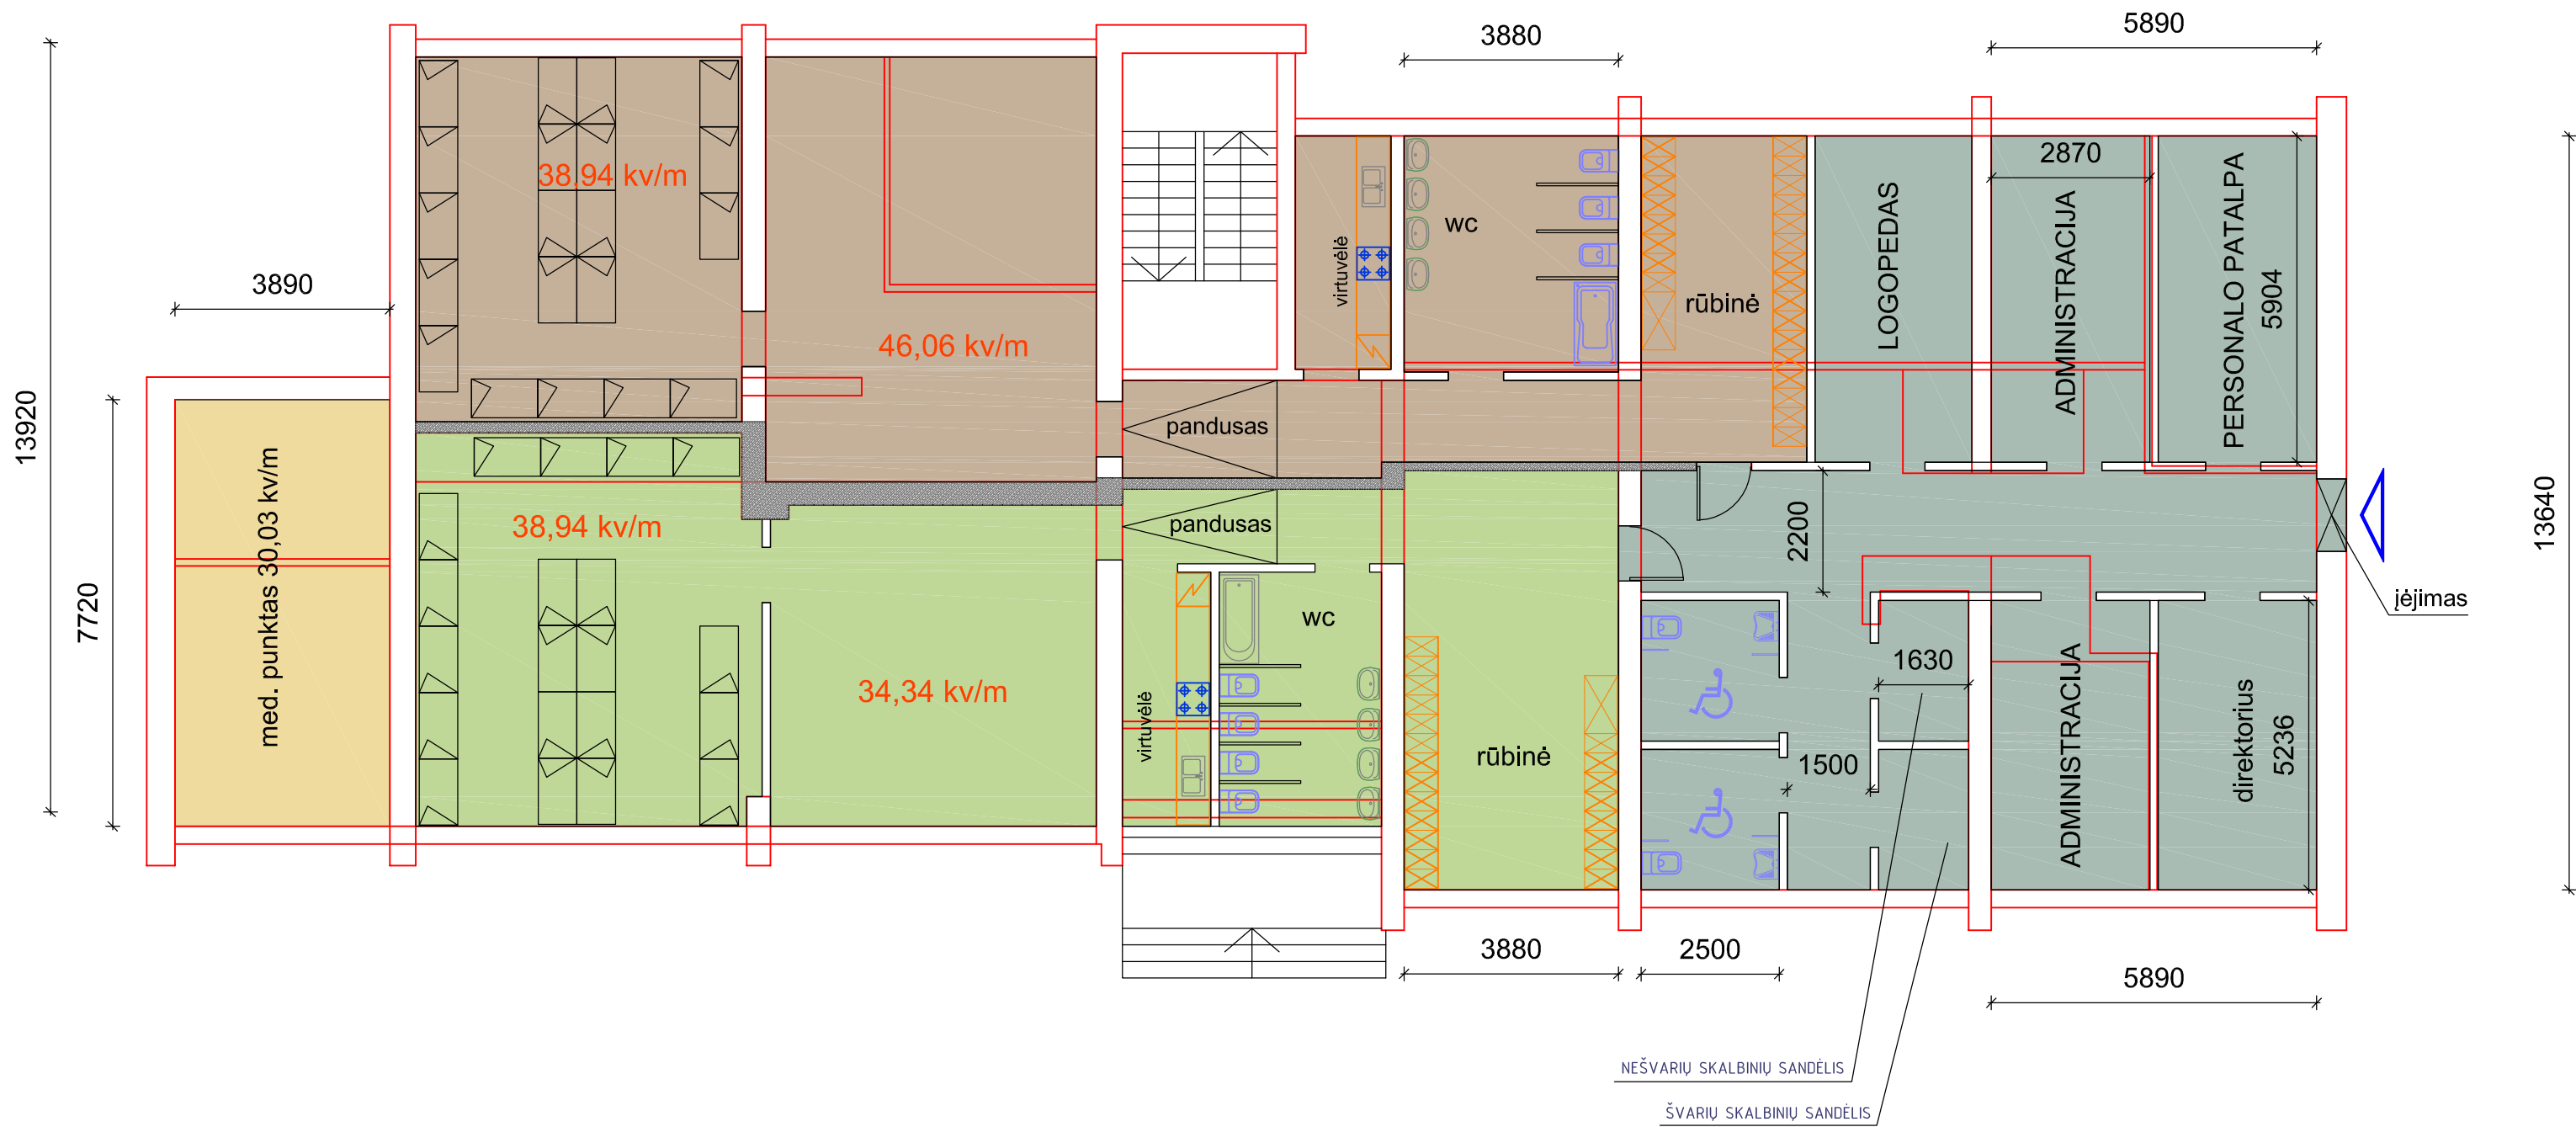 5890
3880
2870
38,94 kv/m
wc
virtuvėlė
rūbinė
LOGOPEDAS
ADMINISTRACIJA
PERSONALO PATALPA
5904
3890
46,06 kv/m
13920
pandusas
med. punktas 30,03 kv/m
38,94 kv/m
pandusas
2200
13640
7720
įėjimas
wc
34,34 kv/m
virtuvėlė
rūbinė
1630
1500
ADMINISTRACIJA
direktorius
5236
3880
2500
5890
NEŠVARIŲ SKALBINIŲ SANDĖLIS
ŠVARIŲ SKALBINIŲ SANDĖLIS